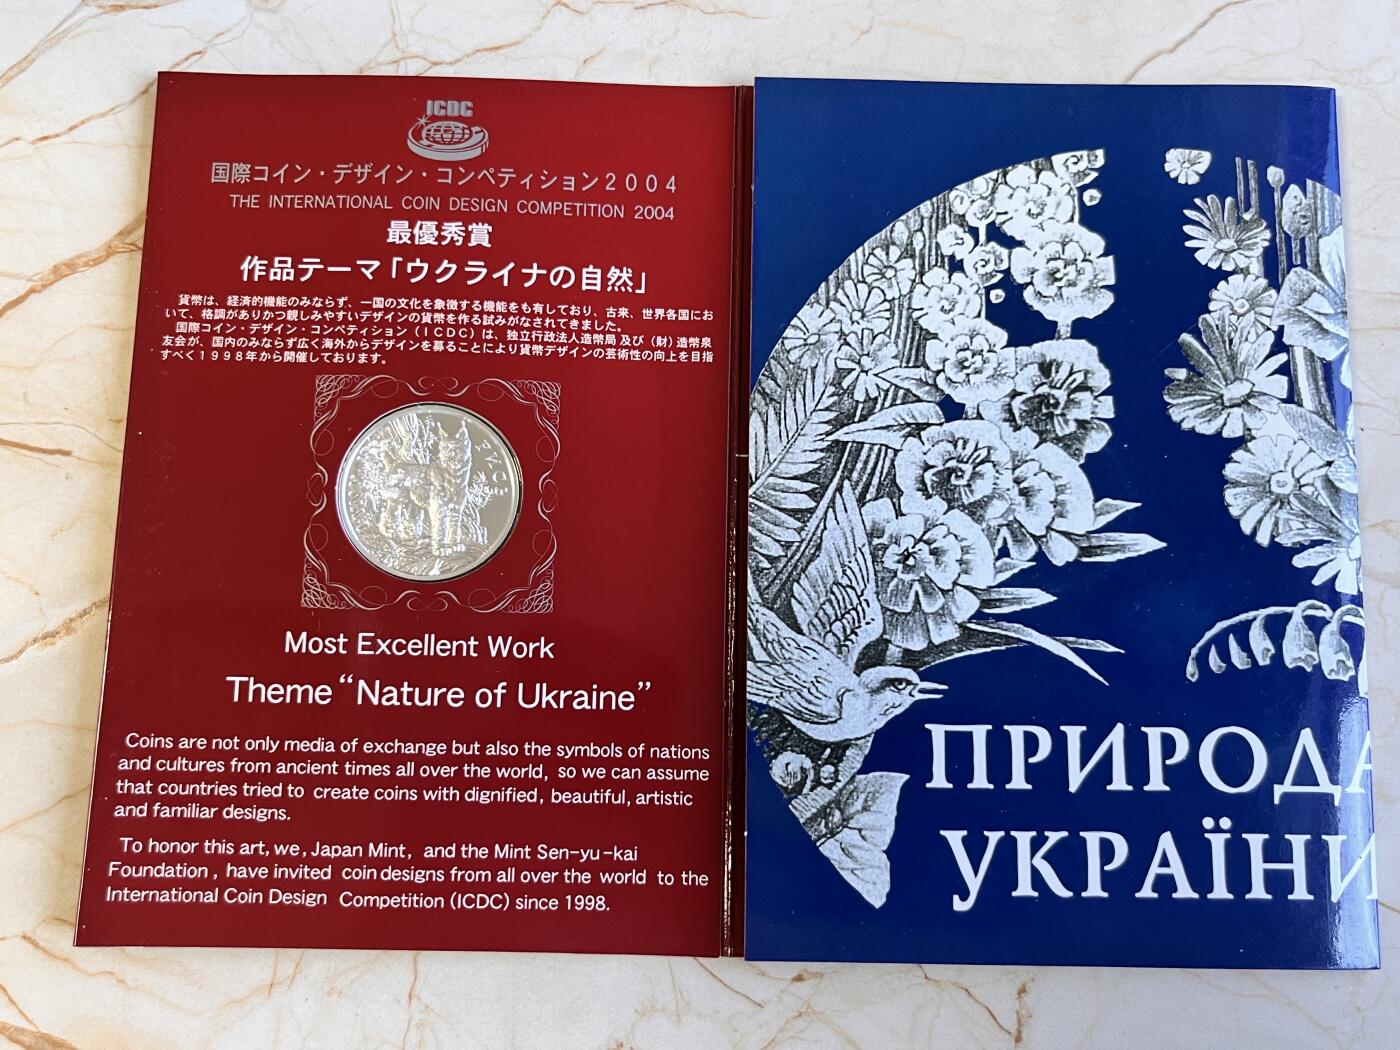 ICDC
国際コイン・デザイン・コンペティション２００４
THE INTERNATIONAL COIN DESIGN COMPETITION 2004
最優秀賞
作品テーマ「ウクライナの自然」
貨幣は、経済的機能のみならず、一国の文化を象徴する機能をも有しており、古来、世界各国にお
いて、格調がありかつ親しみやすいデザインの貨幣を作る試みがなされてきました。
国際コイン・デザイン・コンペティション（ＩＣＤＣ）は、独立行政法人造幣局 及び（財）造幣泉
友会が、国内のみならず広く海外からデザインを募ることにより貨幣デザインの芸術性の向上を目指
すべく１９９８年から開催しております。
РИСЬ
Most Excellent Work
Theme “Nature of Ukraine”
Coins are not only media of exchange but also the symbols of nations
and cultures from ancient times all over the world, so we can assume
that countries tried to create coins with dignified, beautiful, artistic
and familiar designs.
To honor this art, we, Japan Mint, and the Mint Sen-yu-kai
Foundation, have invited coin designs from all over the world to the
International Coin Design Competition (ICDC) since 1998.
ПРИРОДА
УКРАЇНИ